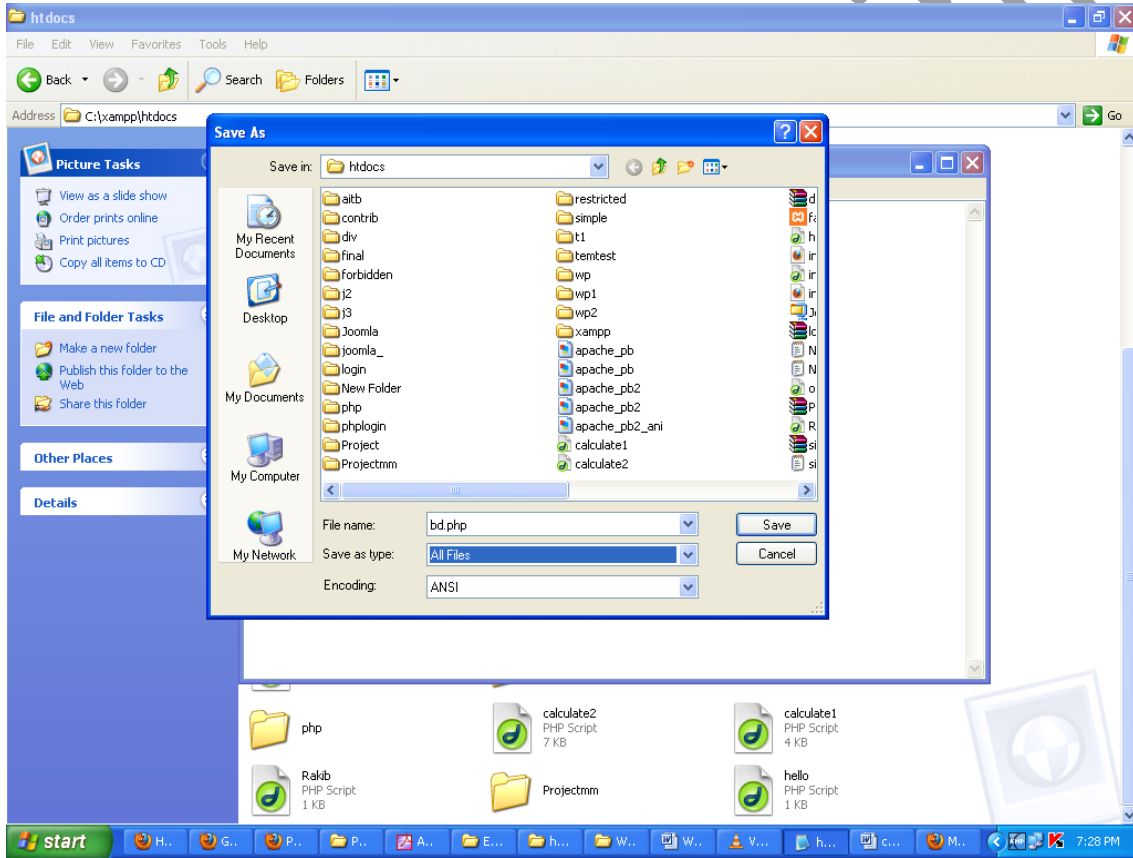 htdocs
File Edit View Favorites Tools Help
Back Search Folders
Address C:\xampp\htdocs Go
Picture Tasks
View as a slide show
Order prints online
Print pictures
Copy all items to CD
File and Folder Tasks
Make a new folder
Publish this folder to the
Web
Share this folder
Other Places
Details
Save As
Save in: htdocs
My Recent
Documents
Desktop
My Documents
My Computer
My Network
aitb
contrib
div
final
forbidden
j2
j3
Joomla
joomla_
login
New Folder
php
phplogin
Project
Projectmm
restricted
simple
t1
temtest
wp
wp1
wp2
xampp
apache_pb
apache_pb
apache_pb2
apache_pb2
apache_pb2_ani
calculate1
calculate2
File name: bd.php Save
Save as type: All Files Cancel
Encoding: ANSI
php
calculate2
PHP Script
7 KB
calculate1
PHP Script
4 KB
Rakib
PHP Script
1 KB
Projectmm
hello
PHP Script
1 KB
start H.. G.. P.. P.. A.. E... h... W.. W.. V... h... c... M.. 7:28 PM